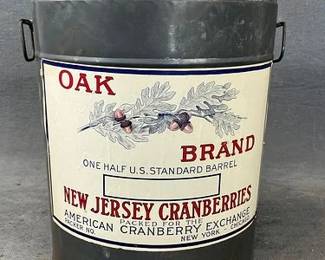 OAK
BRAND
ONE HALF U.S. STANDARD BARREL
NEW JERSEY CRANBERRIES
PACKED FOR THE
AMERICAN CRANBERRY EXCHANGE
PACKER NO. NEW YORK CHICAGO